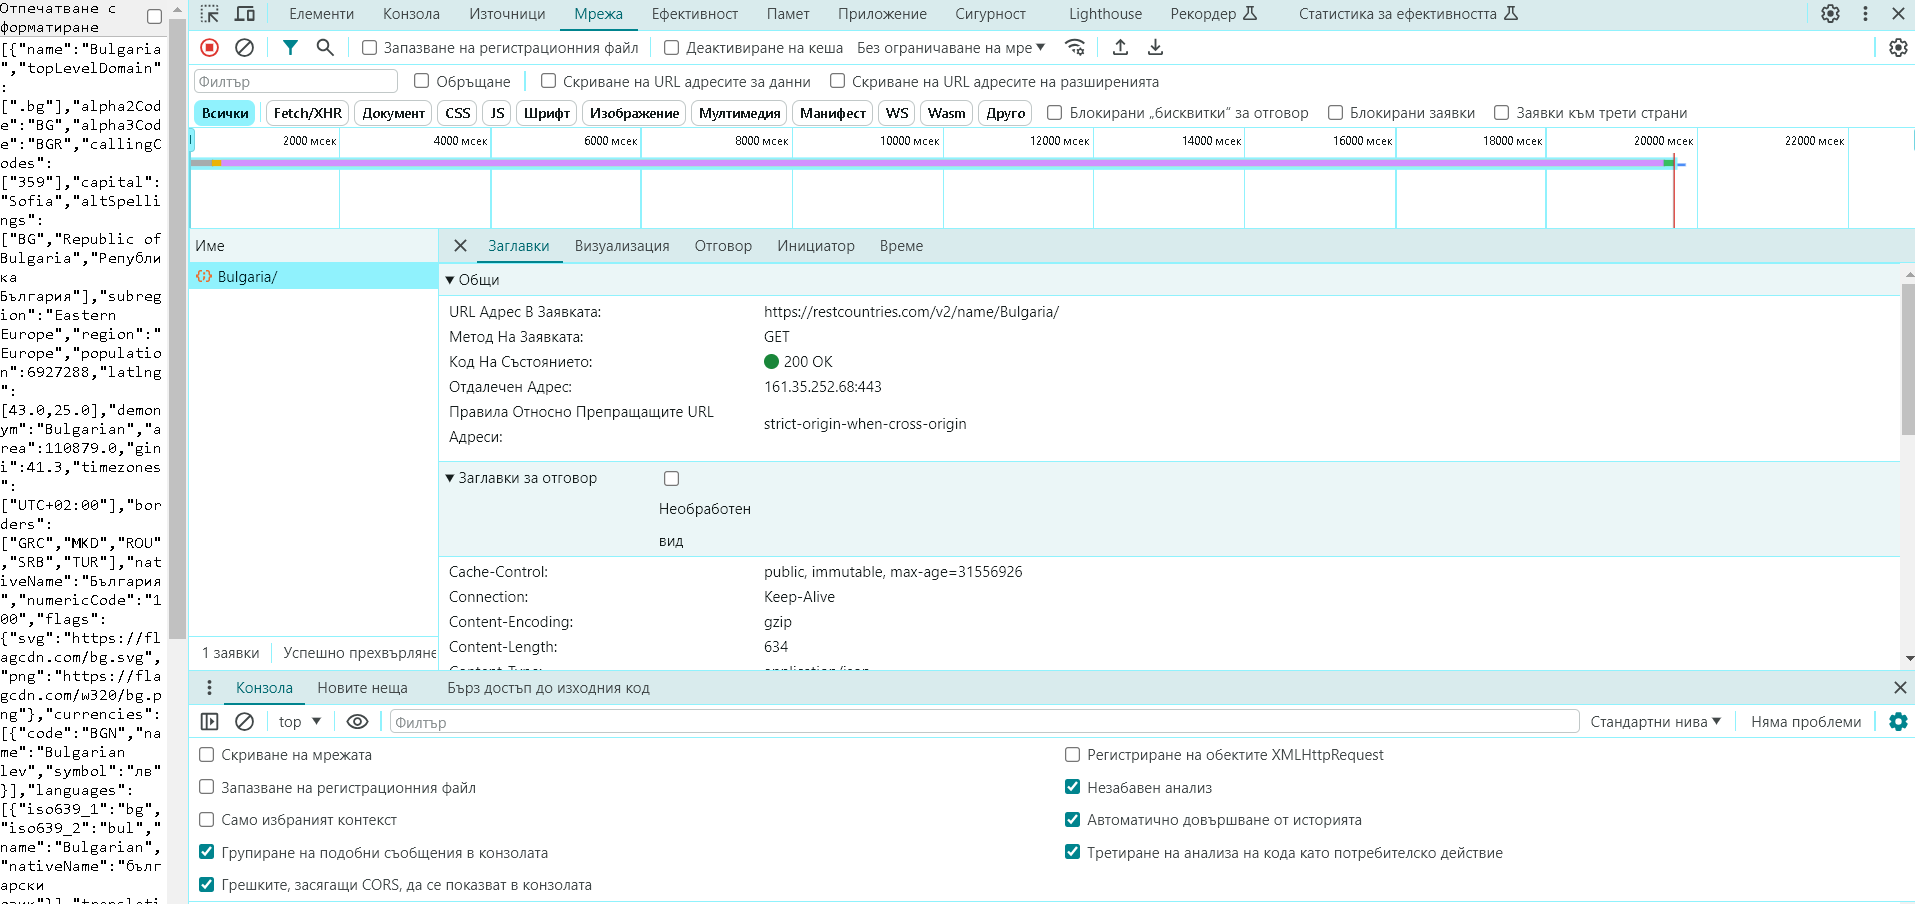 Отпечатване с
форматиране
[{"name":"Bulgaria
","topLevelDomain"
:
[".bg"],"alpha2Cod
e":"BG","alpha3Cod
e":"BGR","callingC
odes":
["359"],"capital":
"Sofia","altSpelli
ngs":
["BG","Republic of
Bulgaria","Републи
ка
България"],"subreg
ion":"Eastern
Europe","region":"
Europe","populatio
n":6927288,"latlng
":
[43.0,25.0],"demon
ym":"Bulgarian","a
rea":110879.0,"gin
i":41.3,"timezones
":
["UTC+02:00"],"bor
ders":
["GRC","MKD","ROU"
,"SRB","TUR"],"nat
iveName":"България
","numericCode":"1
00","flags":
{"svg":"https://fl
agcdn.com/bg.svg",
"png":"https://fla
gcdn.com/w320/bg.p
ng"},"currencies":
[{"code":"BGN","na
me":"Bulgarian
lev","symbol":"лв"
}],"languages":
[{"iso639_1":"bg",
"iso639_2":"bul","
name":"Bulgarian",
"nativeName":"бълг
арски
Елементи Конзола Източници Мрежа Ефективност Памет Приложение Сигурност Lighthouse Рекордер Статистика за ефективността
Запазване на регистрационния файл Деактивиране на кеша Без ограничаване на мре
Филтър Обръщане Скриване на URL адресите за данни Скриване на URL адресите на разширенията
Всички Fetch/XHR Документ CSS JS Шрифт Изображение Мултимедия Манифест WS Wasm Друго Блокирани „бисквитки“ за отговор Блокирани заявки Заявки към трети страни
2000 мсек 4000 мсек 6000 мсек 8000 мсек 10000 мсек 12000 мсек 14000 мсек 16000 мсек 18000 мсек 20000 мсек 22000 мсек
Име
Bulgaria/
1 заявки Успешно прехвърляне
Заглавки Визуализация Отговор Инициатор Време
Общи
URL Адрес В Заявката: https://restcountries.com/v2/name/Bulgaria/
Метод На Заявката: GET
Код На Състоянието: 200 OK
Отдалечен Адрес: 161.35.252.68:443
Правила Относно Препращащите URL
Адреси: strict-origin-when-cross-origin
Заглавки за отговор
Необработен
вид
Cache-Control: public, immutable, max-age=31556926
Connection: Keep-Alive
Content-Encoding: gzip
Content-Length: 634
Конзола Новите неща Бърз достъп до изходния код
top Филтър Стандартни нива Няма проблеми
Скриване на мрежата
Запазване на регистрационния файл
Само избраният контекст
Групиране на подобни съобщения в конзолата
Грешките, засягащи CORS, да се показват в конзолата
Регистриране на обектите XMLHttpRequest
Незабавен анализ
Автоматично довършване от историята
Третиране на анализа на кода като потребителско действие